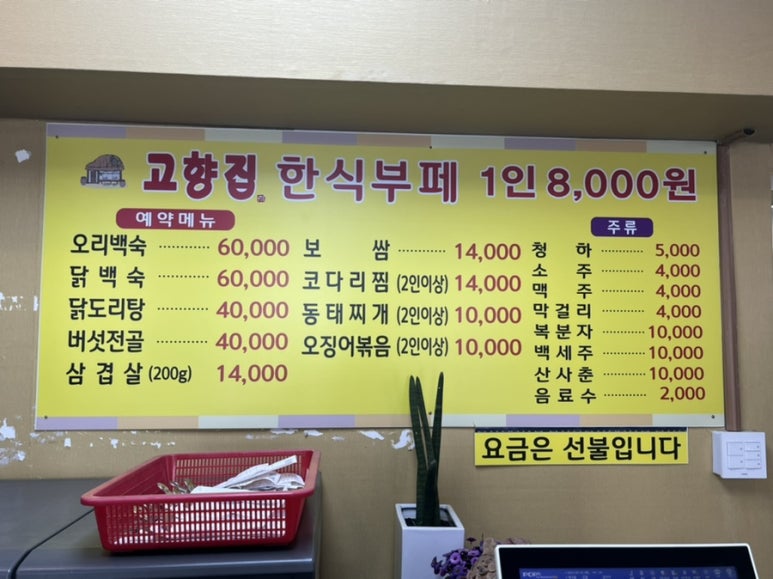 고향집 한식부페 1인 8,000원
예약메뉴
오리백숙 ············ 60,000
닭백숙 ············ 60,000
닭도리탕 ············ 40,000
버섯전골 ············ 40,000
삼겹살 (200g) 14,000
보쌈 ············ 14,000
코다리찜 (2인이상) 14,000
동태찌개 (2인이상) 10,000
오징어볶음 (2인이상) 10,000
주류
청하 ············ 5,000
소주 ············ 4,000
맥주 ············ 4,000
막걸리 ············ 4,000
복분자 ············ 10,000
백세주 ············ 10,000
산사춘 ············ 10,000
음료수 ············ 2,000
요금은 선불입니다